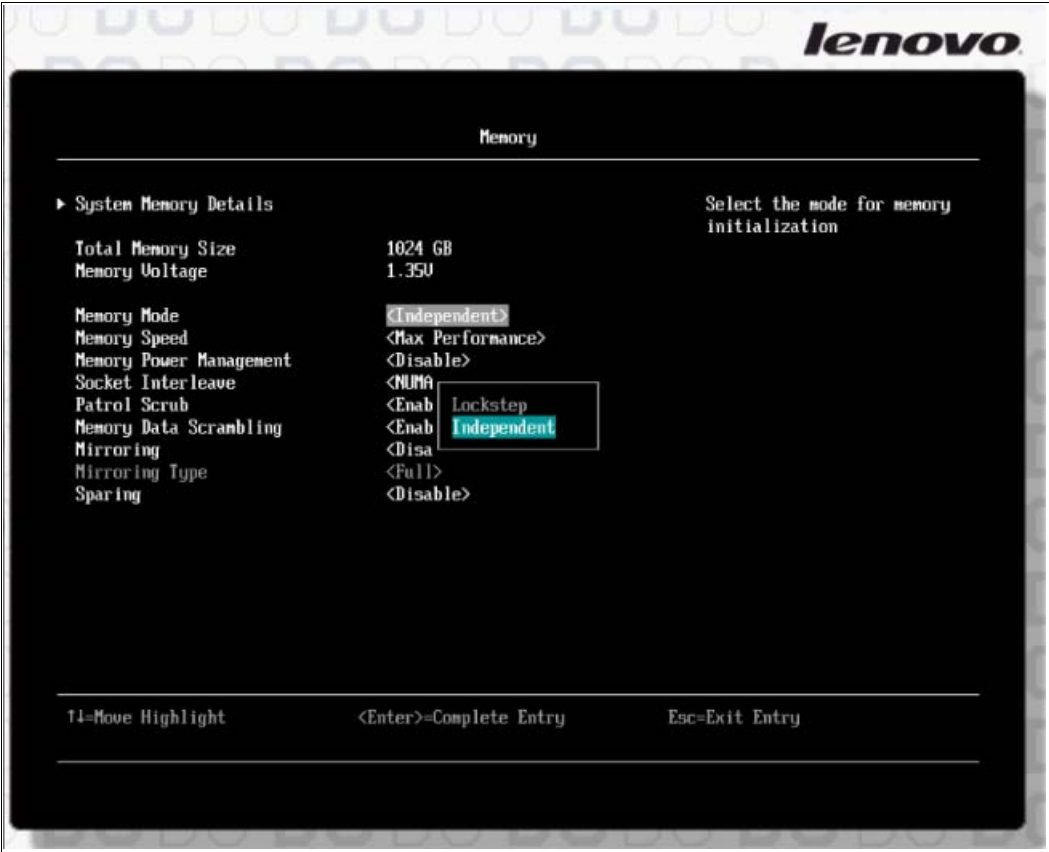 lenovo
Memory
System Memory Details
Select the mode for memory
initialization
Total Memory Size 1024 GB
Memory Voltage 1.35V
Memory Mode <Independent>
Memory Speed <Max Performance>
Memory Power Management <Disable>
Socket Interleave <NUMA
Patrol Scrub <Enab
Lockstep
Memory Data Scrambling <Enab
Independent
Mirroring <Disa
Mirroring Type <Full>
Sparing <Disable>
↑↓=Move Highlight <Enter>=Complete Entry Esc=Exit Entry